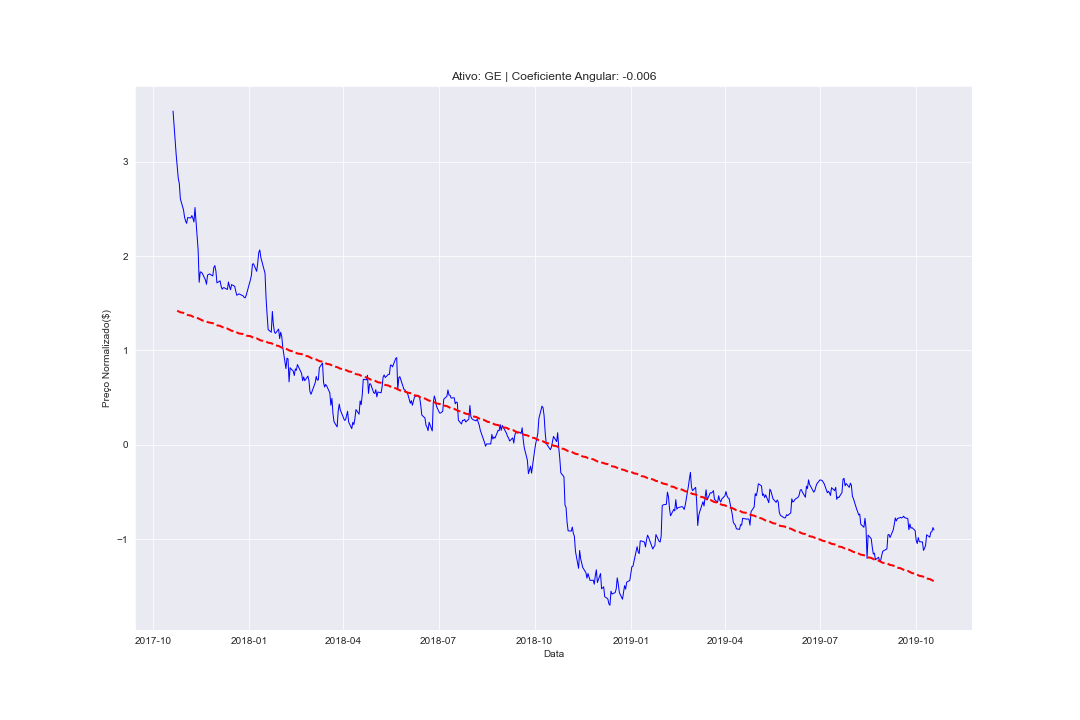 Ativo: GE | Coeficiente Angular: -0.006
Preço Normalizado($)
3
2
1
0
−1
2017-10 2018-01 2018-04 2018-07 2018-10 2019-01 2019-04 2019-07 2019-10
Data